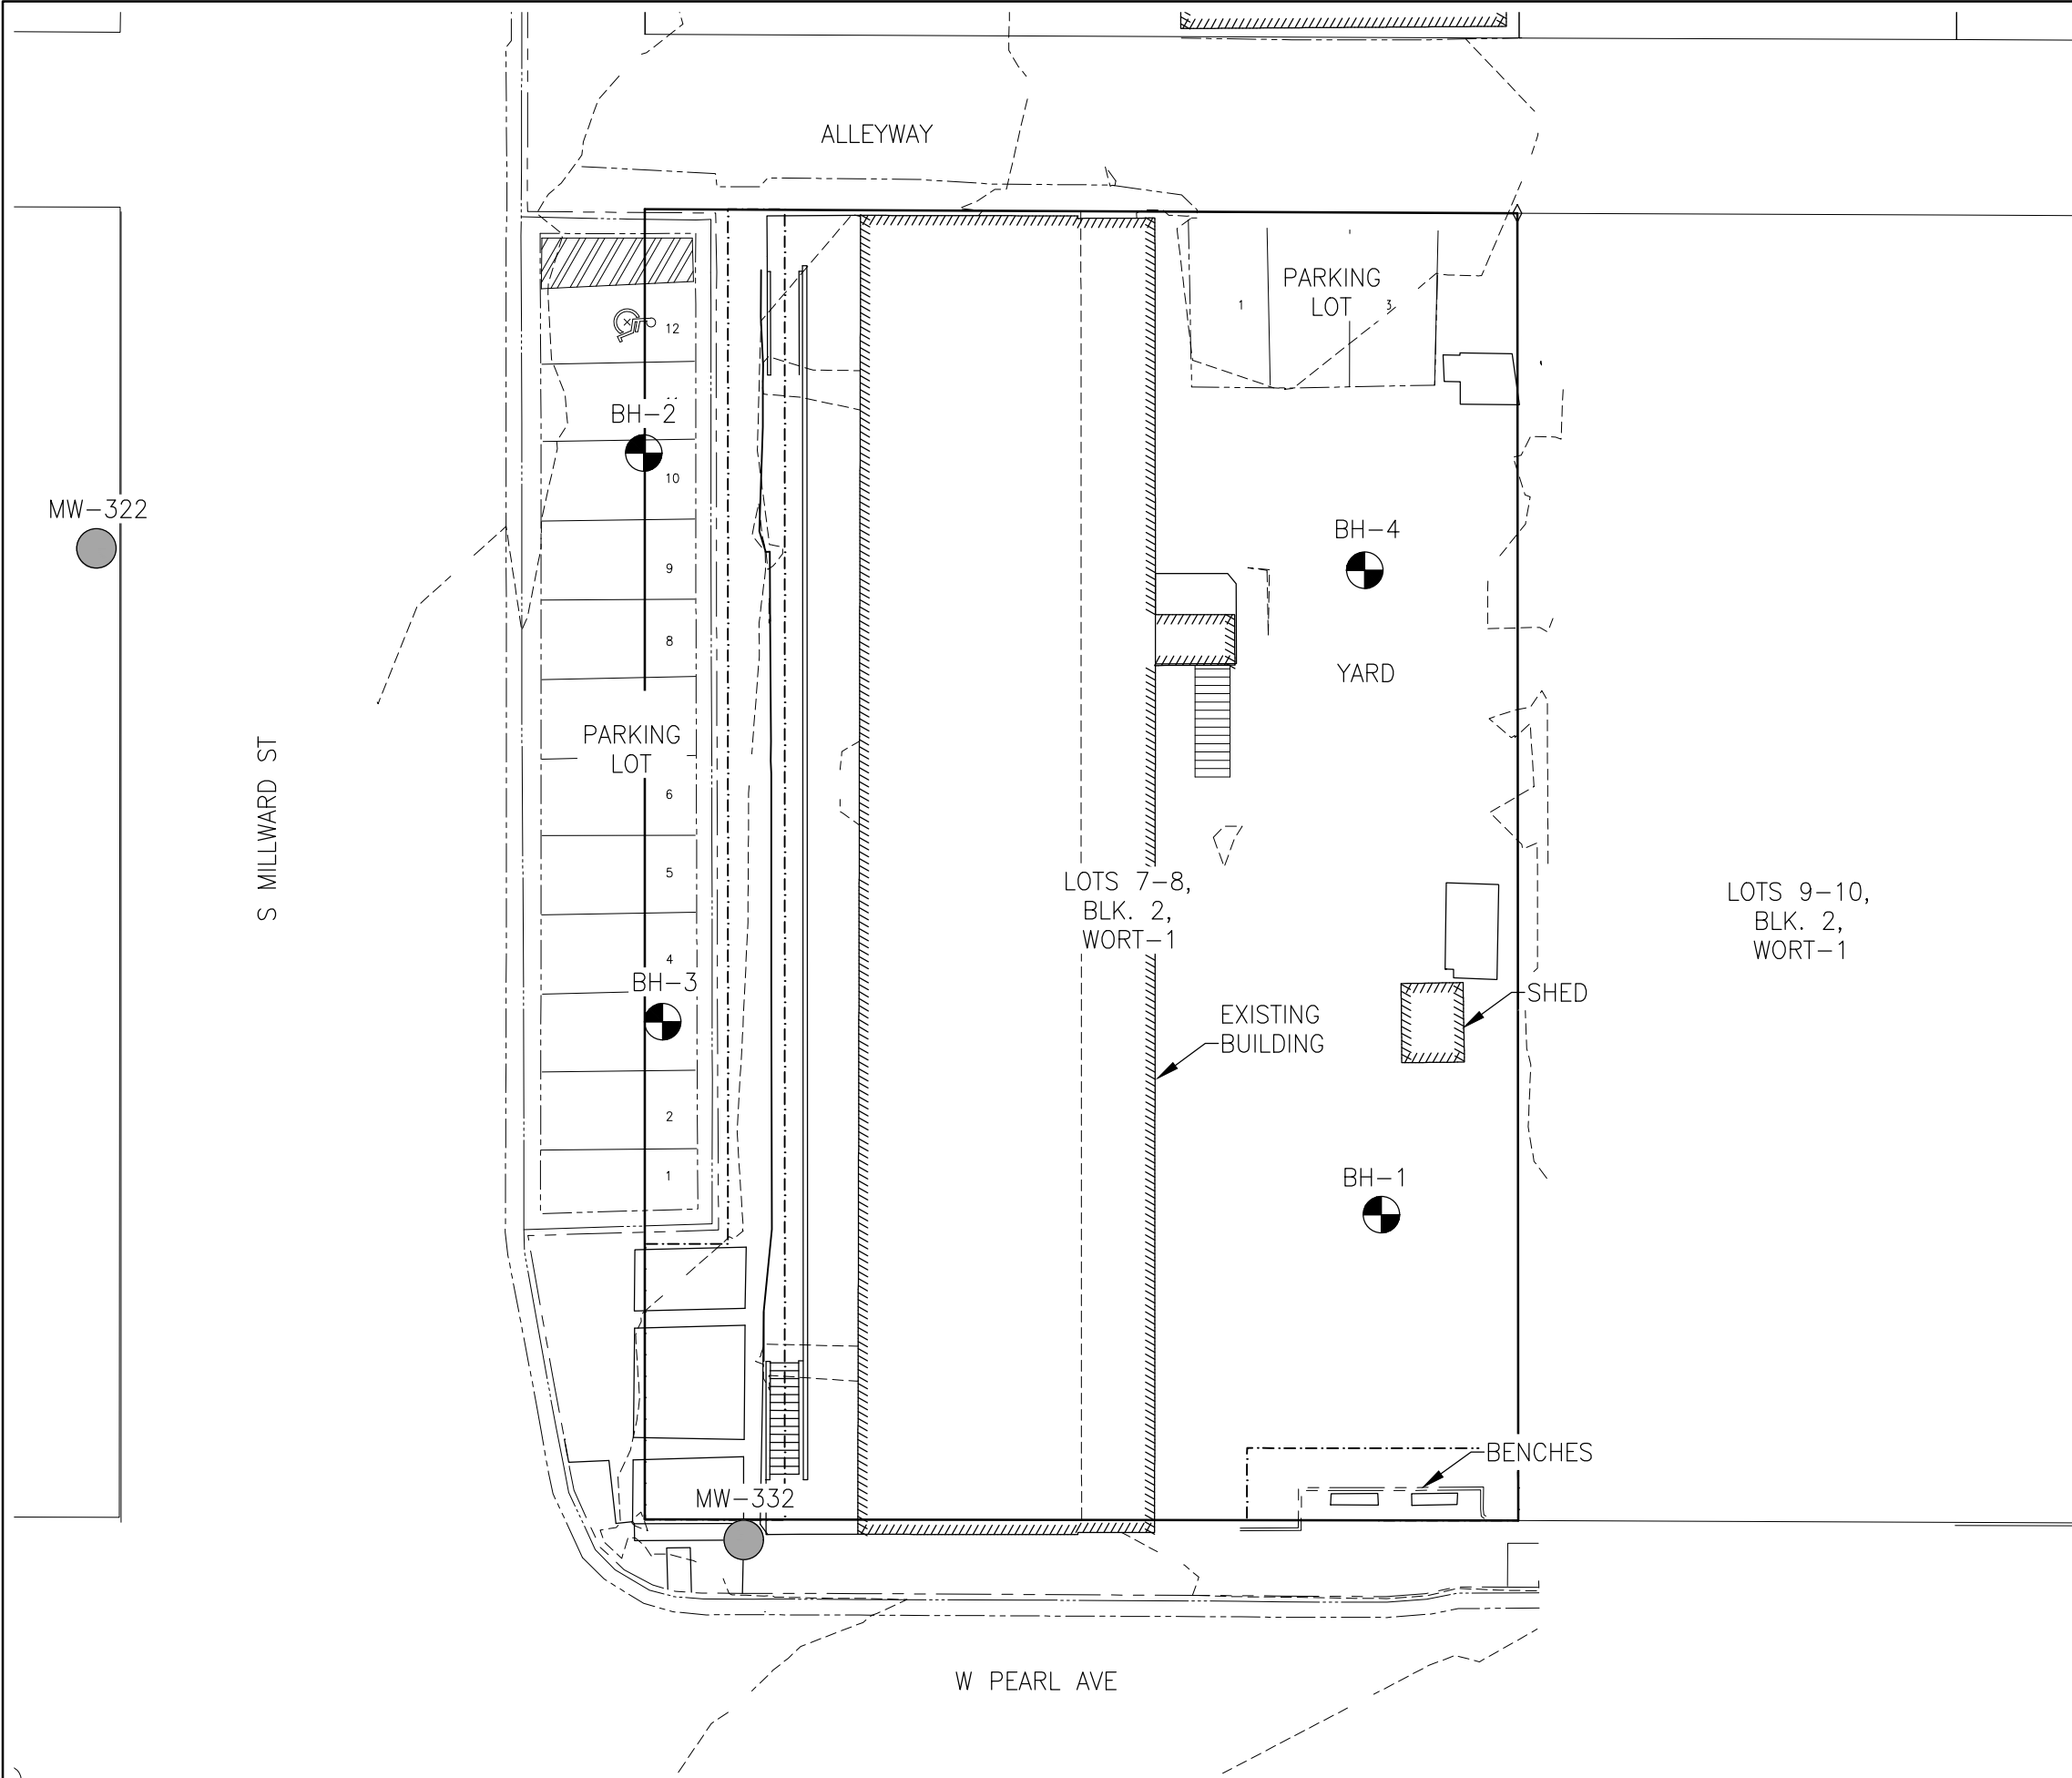 ALLEYWAY
PARKING
LOT
1
3
12
BH-2
10
MW-322
BH-4
9
8
YARD
S MILLWARD ST
PARKING
LOT
6
5
LOTS 7-8,
BLK. 2,
WORT-1
LOTS 9-10,
BLK. 2,
WORT-1
4
BH-3
SHED
EXISTING
BUILDING
2
1
BH-1
BENCHES
MW-332
W PEARL AVE